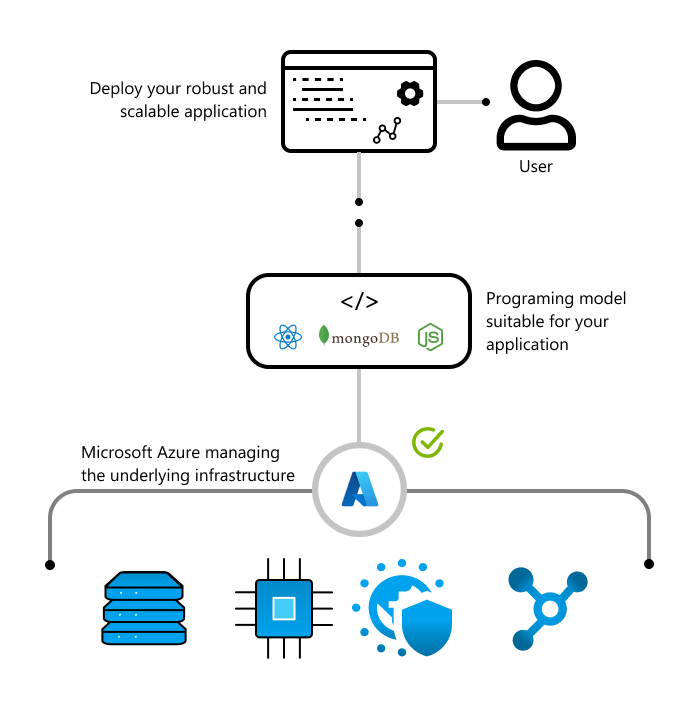 Deploy your robust and
scalable application
User
</>
Programing model
suitable for your
application
mongoDB
JS
Microsoft Azure managing
the underlying infrastructure